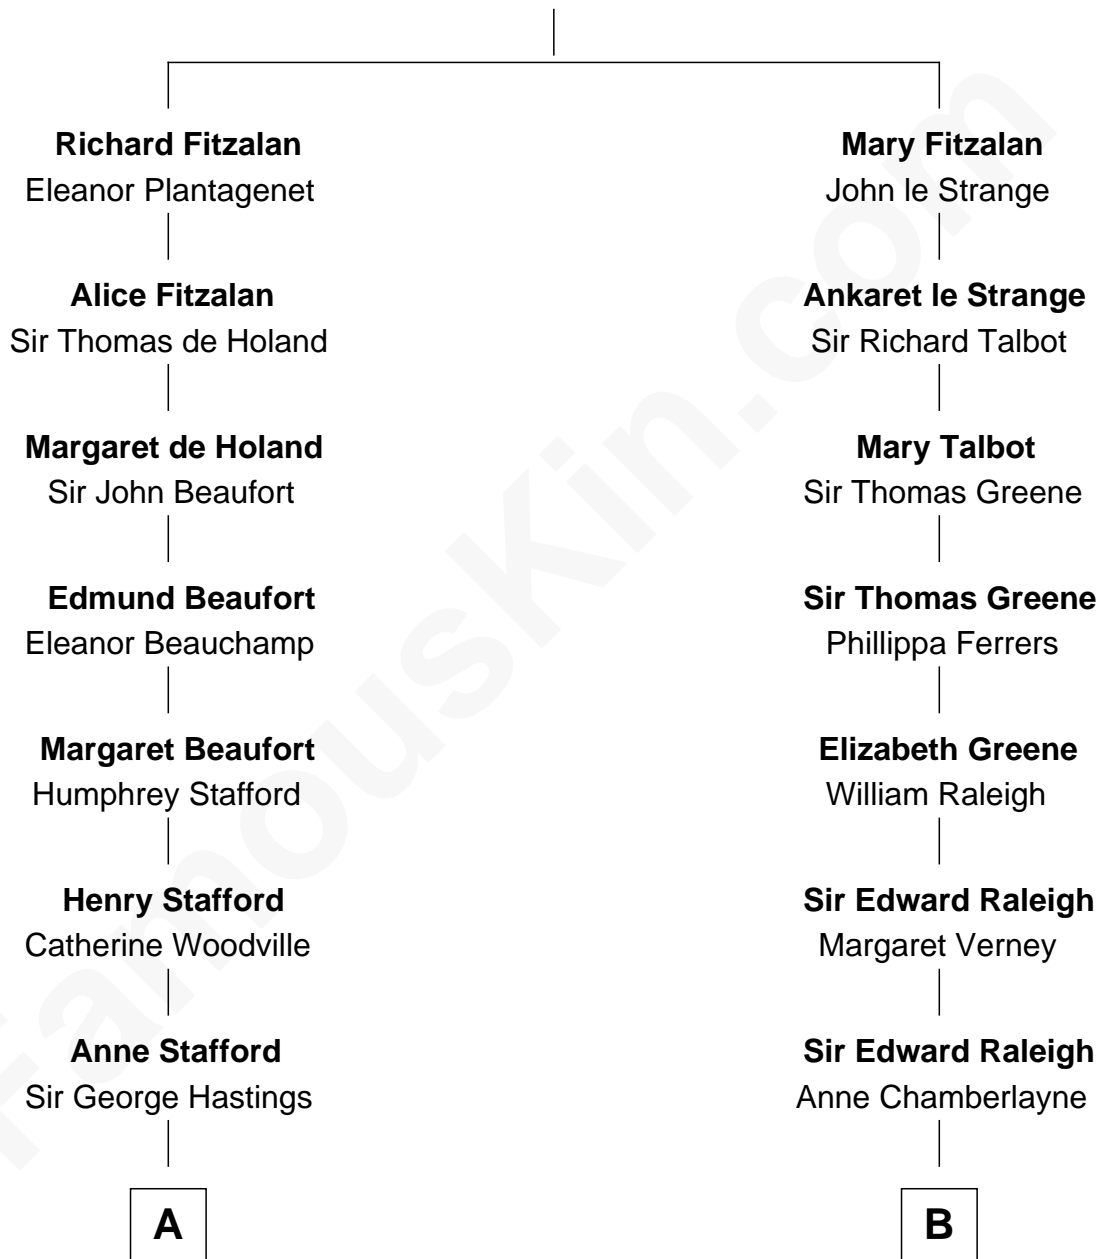 Richard Fitzalan
Eleanor Plantagenet
Alice Fitzalan
Sir Thomas de Holand
Margaret de Holand
Sir John Beaufort
Edmund Beaufort
Eleanor Beauchamp
Margaret Beaufort
Humphrey Stafford
Henry Stafford
Catherine Woodville
Anne Stafford
Sir George Hastings
A
Mary Fitzalan
John le Strange
Ankaret le Strange
Sir Richard Talbot
Mary Talbot
Sir Thomas Greene
Sir Thomas Greene
Phillippa Ferrers
Elizabeth Greene
William Raleigh
Sir Edward Raleigh
Margaret Verney
Sir Edward Raleigh
Anne Chamberlayne
B
FamousKin.com